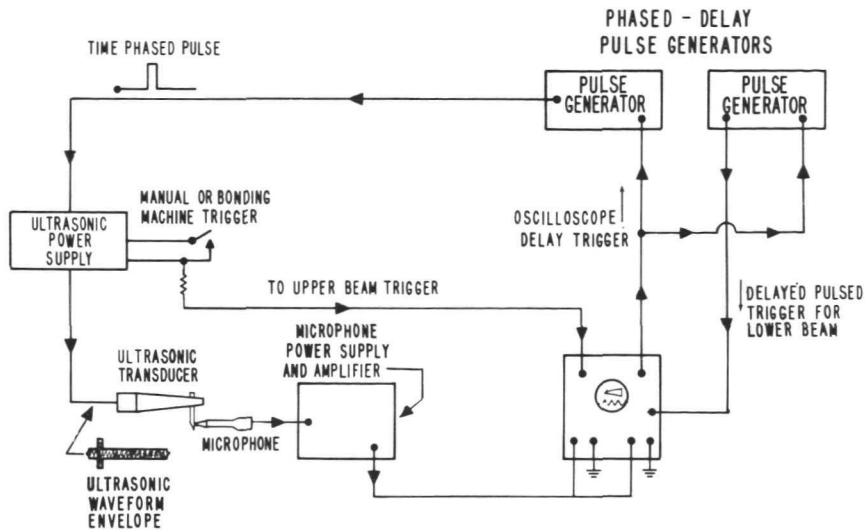 PHASED - DELAY
PULSE GENERATORS
TIME PHASED PULSE
PULSE
GENERATOR
PULSE
GENERATOR
MANUAL OR BONDING
MACHINE TRIGGER
ULTRASONIC
POWER
SUPPLY
OSCILLOSCOPE
DELAY TRIGGER
TO UPPER BEAM TRIGGER
DELAYED PULSED
TRIGGER FOR
LOWER BEAM
MICROPHONE
POWER SUPPLY
AND AMPLIFIER
ULTRASONIC
TRANSDUCER
MICROPHONE
ULTRASONIC
WAVEFORM
ENVELOPE